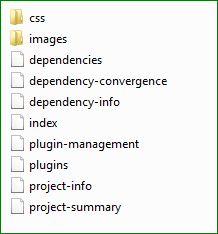 css
images
dependencies
dependency-convergence
dependency-info
index
plugin-management
plugins
project-info
project-summary